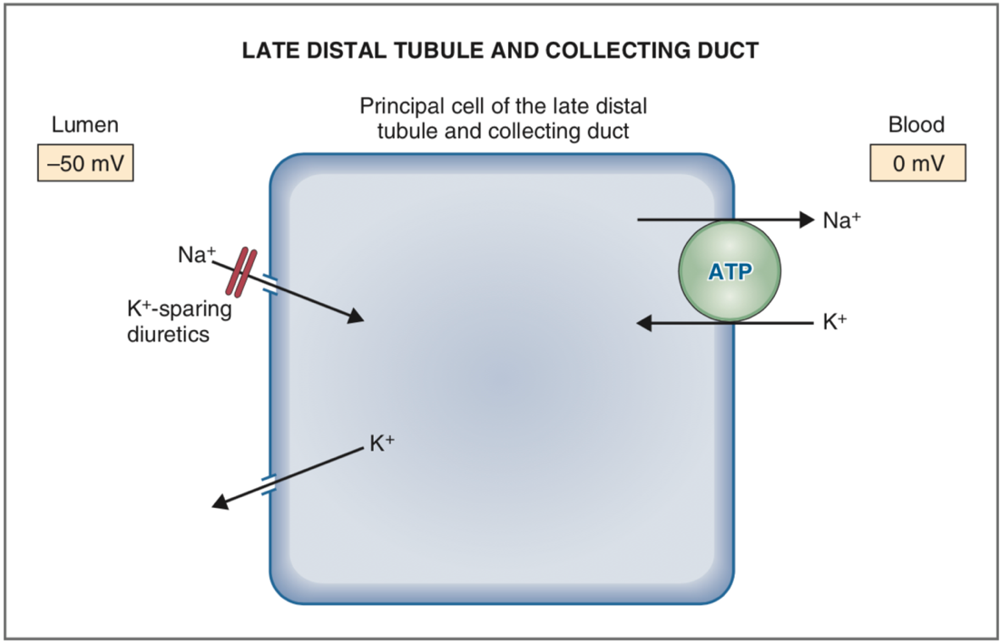 LATE DISTAL TUBULE AND COLLECTING DUCT
Principal cell of the late distal
tubule and collecting duct
Lumen
–50 mV
Blood
0 mV
Na⁺
ATP
Na⁺
K⁺-sparing
diuretics
K⁺
K⁺